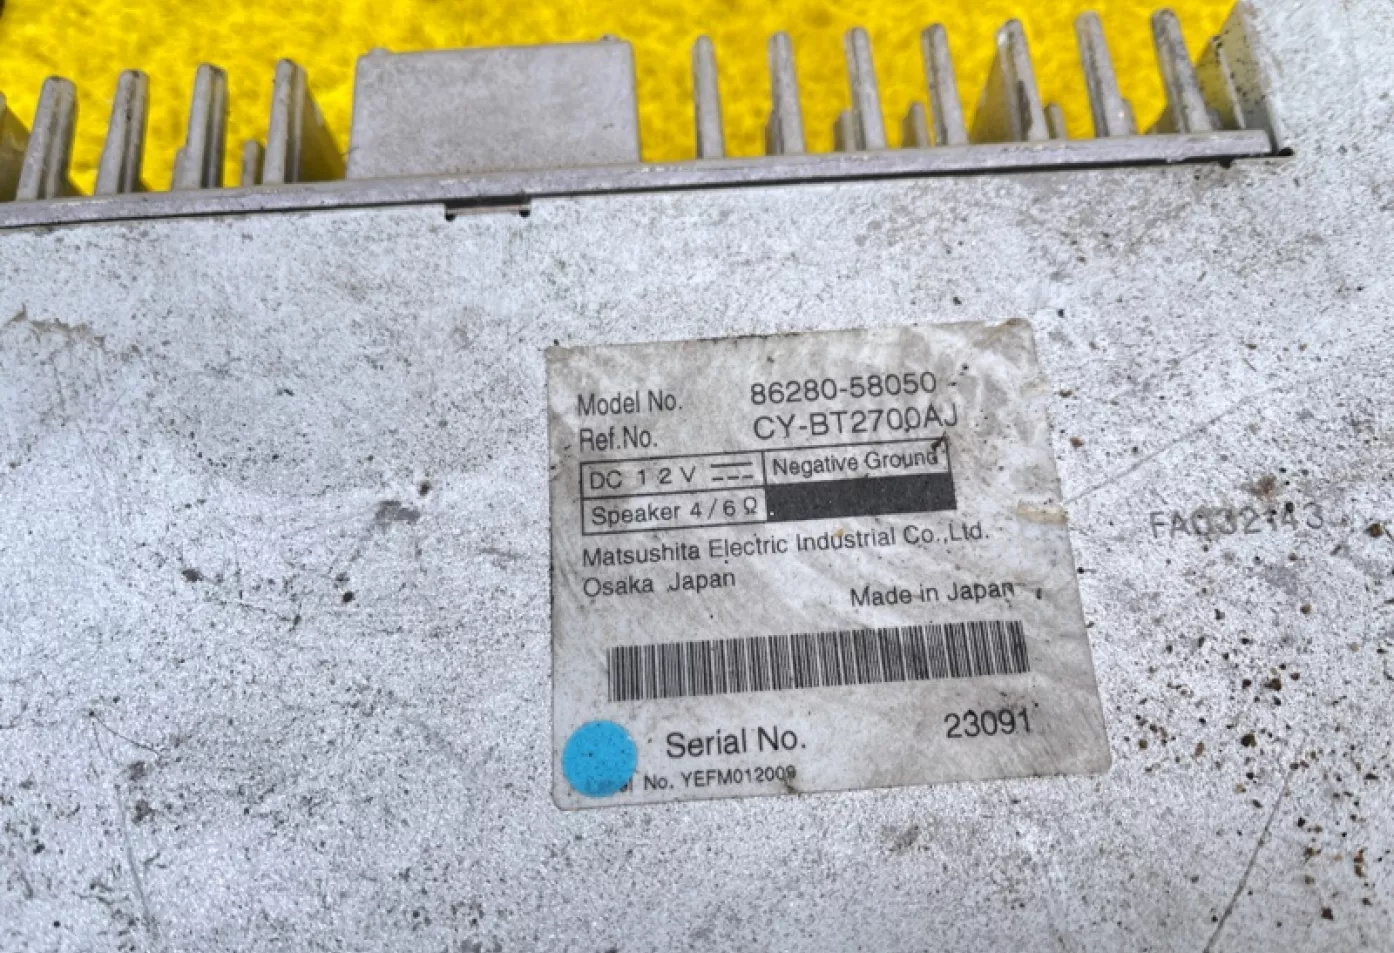 Model No. 86280-58050
Ref.No. CY-BT2700AJ
DC 12V Negative Ground
Speaker 4/6Ω
Matsushita Electric Industrial Co.,Ltd.
Osaka Japan
Made in Japan
Serial No. 23091
No. YEFM012009